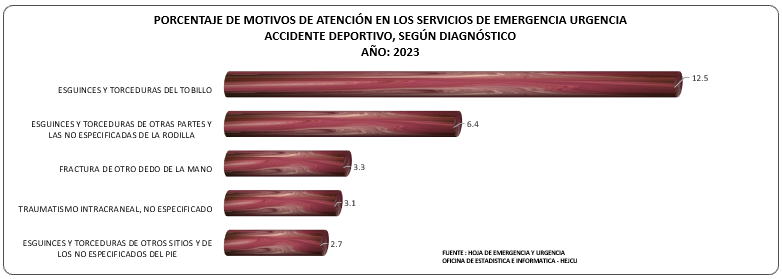 PORCENTAJE DE MOTIVOS DE ATENCIÓN EN LOS SERVICIOS DE EMERGENCIA URGENCIA
ACCIDENTE DEPORTIVO, SEGÚN DIAGNÓSTICO
AÑO: 2023
ESGUINCES Y TORCEDURAS DEL TOBILLO
12.5
ESGUINCES Y TORCEDURAS DE OTRAS PARTES Y
LAS NO ESPECIFICADAS DE LA RODILLA
6.4
FRACTURA DE OTRO DEDO DE LA MANO
3.3
TRAUMATISMO INTRACRANEAL, NO ESPECIFICADO
3.1
ESGUINCES Y TORCEDURAS DE OTROS SITIOS Y DE
LOS NO ESPECIFICADOS DEL PIE
2.7
FUENTE : HOJA DE EMERGENCIA Y URGENCIA
OFICINA DE ESTADISTICA E INFORMATICA - HEJCU